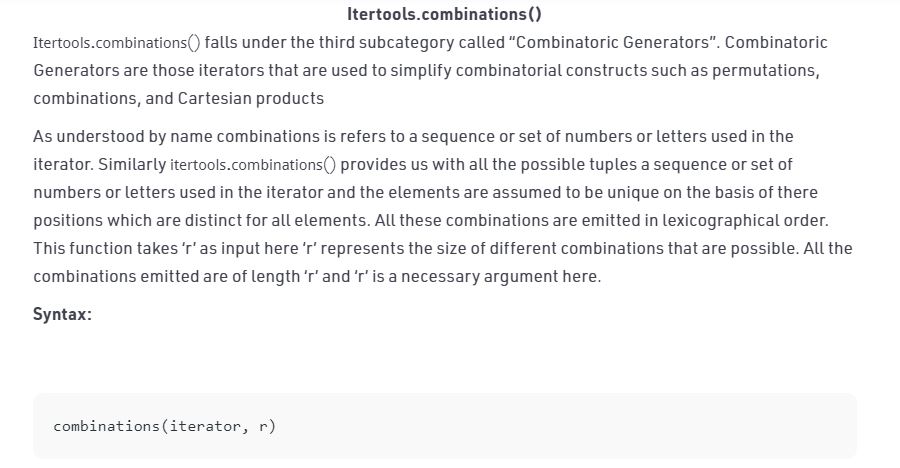 Itertools.combinations()
Itertools.combinations() falls under the third subcategory called “Combinatoric Generators”. Combinatoric
Generators are those iterators that are used to simplify combinatorial constructs such as permutations,
combinations, and Cartesian products
As understood by name combinations is refers to a sequence or set of numbers or letters used in the
iterator. Similarly itertools.combinations() provides us with all the possible tuples a sequence or set of
numbers or letters used in the iterator and the elements are assumed to be unique on the basis of there
positions which are distinct for all elements. All these combinations are emitted in lexicographical order.
This function takes ‘r’ as input here ‘r’ represents the size of different combinations that are possible. All the
combinations emitted are of length ‘r’ and ‘r’ is a necessary argument here.
Syntax:
combinations(iterator, r)